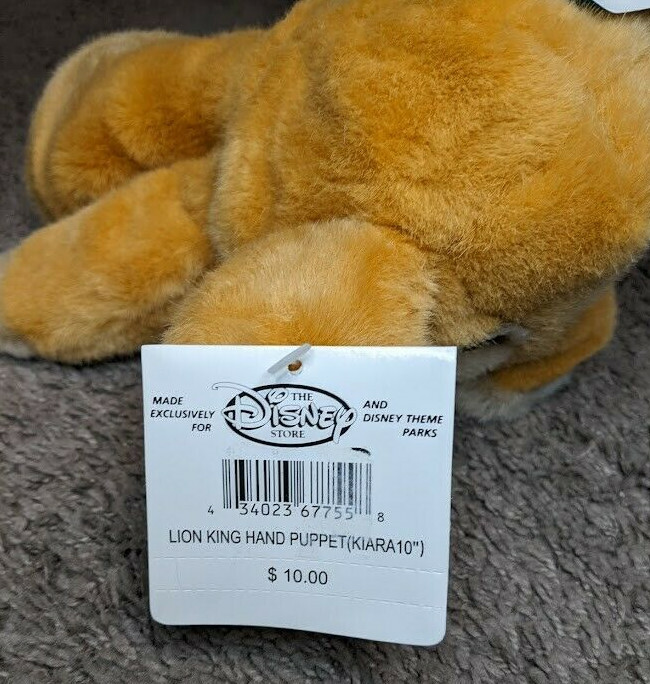 MADE EXCLUSIVELY FOR
THE
DISNEY
STORE
AND DISNEY THEME PARKS
4 34023 67755 8
LION KING HAND PUPPET(KIARA10")
$ 10.00